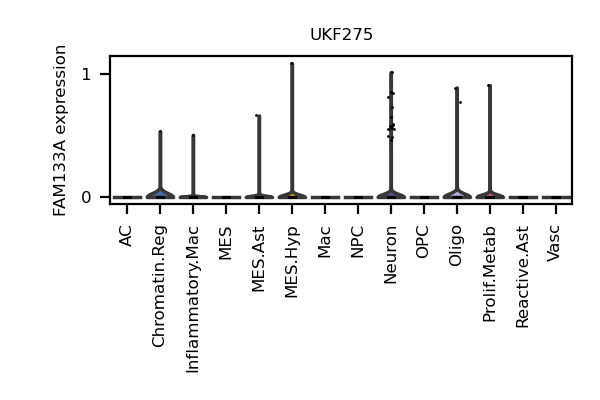 UKF275
FAM133A expression
1
0
AC
Chromatin.Reg
Inflammatory.Mac
MES
MES.Ast
MES.Hyp
Mac
NPC
Neuron
OPC
Oligo
Prolif.Metab
Reactive.Ast
Vasc